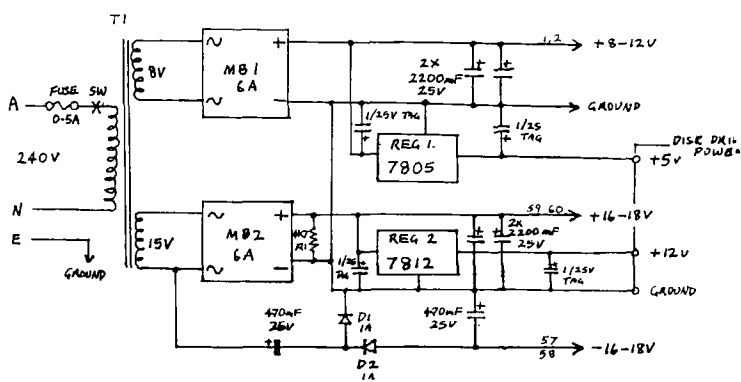 T1
8V
MB1
6A
1,2
+8-12V
2X
2200mF
25V
FUSE
SW
A
0-5A
240V
N
E
GROUND
1/25V TAG
GROUND
1/25
TAG
REG 1.
7805
DISK
+5v
15V
MB2
6A
R1
59,60
+16-18V
2x
2200mF
25V
REG 2
7812
1/25
+12v
1/25V
TAG
GROUND
470mF
25V
D1
1A
D2
1A
470mF
25V
57
58
-16-18V